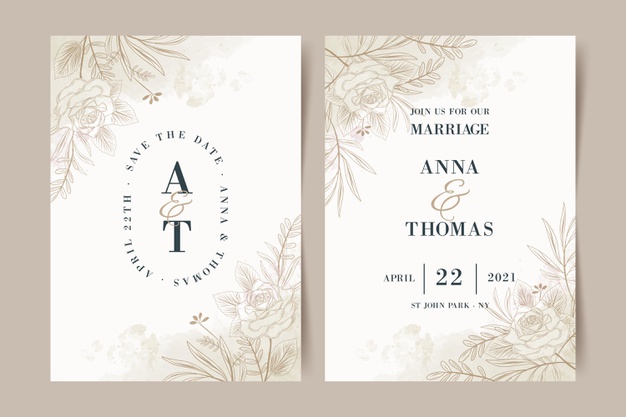 SAVE THE DATE · ANNA & THOMAS · APRIL 22TH ·
A
&
T
JOIN US FOR OUR
MARRIAGE
ANNA
&
THOMAS
APRIL | 22 | 2021
ST JOHN PARK - NY